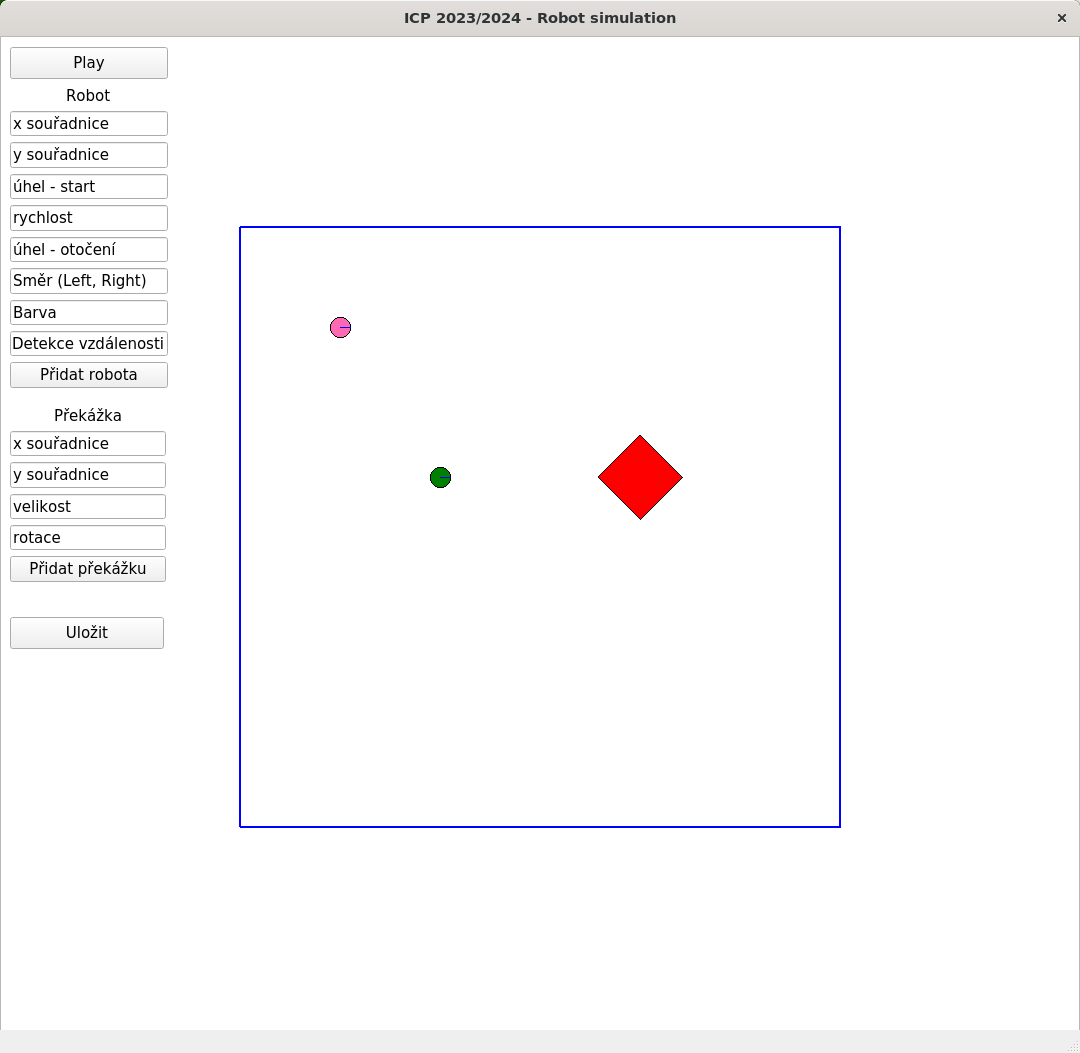 ICP 2023/2024 - Robot simulation
Play
Robot
x souřadnice
y souřadnice
úhel - start
rychlost
úhel - otočení
Směr (Left, Right)
Barva
Detekce vzdálenosti
Přidat robota
Překážka
x souřadnice
y souřadnice
velikost
rotace
Přidat překážku
Uložit